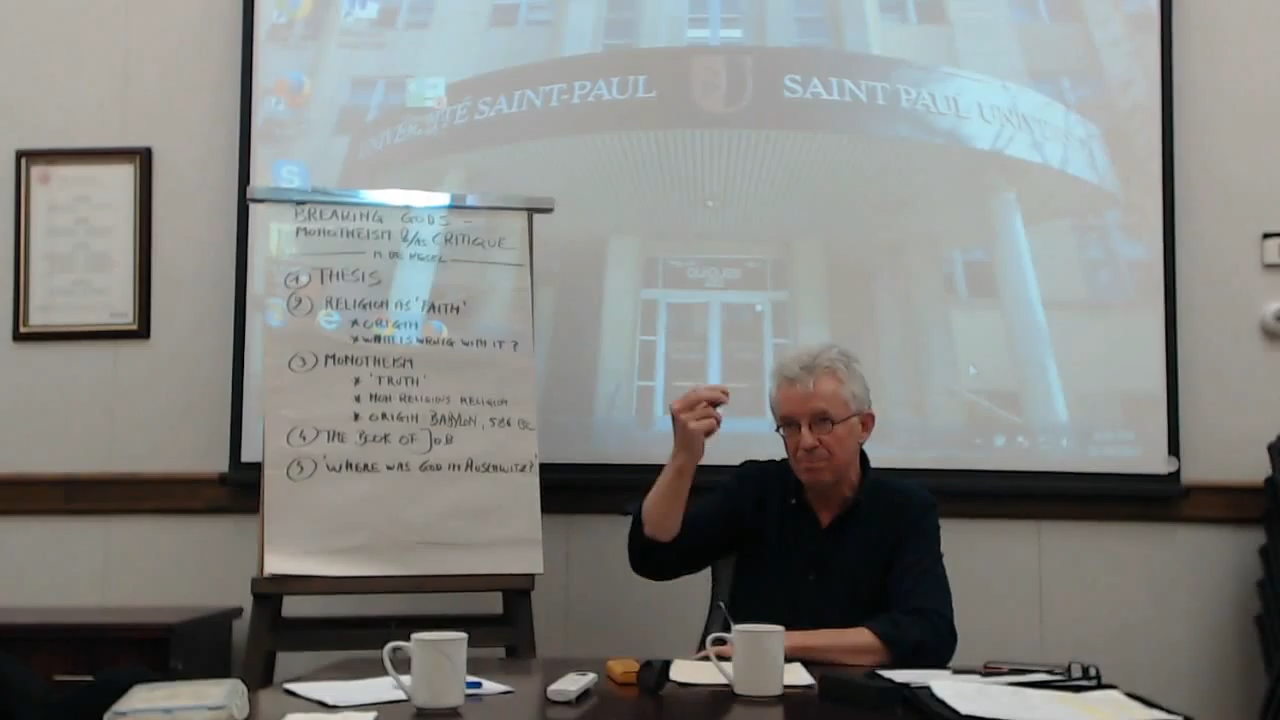 UNIVERSITÉ SAINT-PAUL
SAINT PAUL UNIVE
BREAKING GODS -
MONOTHEISM &/AS CRITIQUE
① THESIS
② RELIGION AS 'FAITH'
* ORIGIN
* WHAT IS WRONG WITH IT?
③ MONOTHEISM
* 'TRUTH'
* NON-RELIGIOUS RELIGION
* ORIGIN BABYLON, 586 BC
④ THE BOOK OF JOB
⑤ 'WHERE WAS GOD IN AUSCHWITZ?'